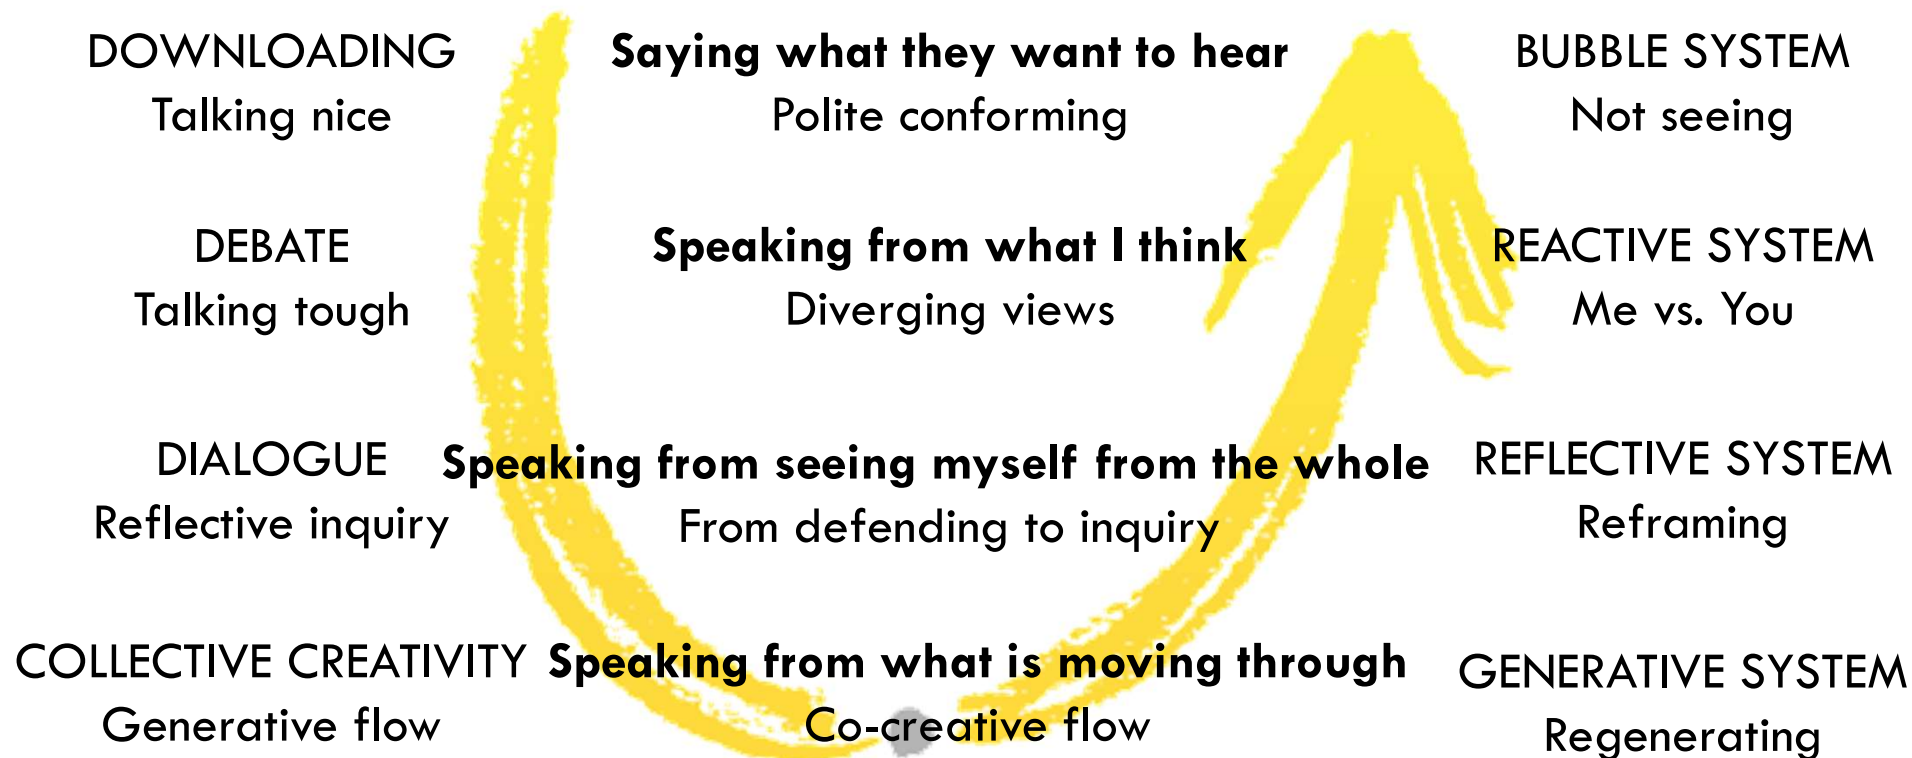 DOWNLOADING
Talking nice
Saying what they want to hear
Polite conforming
BUBBLE SYSTEM
Not seeing
DEBATE
Talking tough
Speaking from what I think
Diverging views
REACTIVE SYSTEM
Me vs. You
DIALOGUE
Reflective inquiry
Speaking from seeing myself from the whole
From defending to inquiry
REFLECTIVE SYSTEM
Reframing
COLLECTIVE CREATIVITY
Generative flow
Speaking from what is moving through
Co-creative flow
GENERATIVE SYSTEM
Regenerating